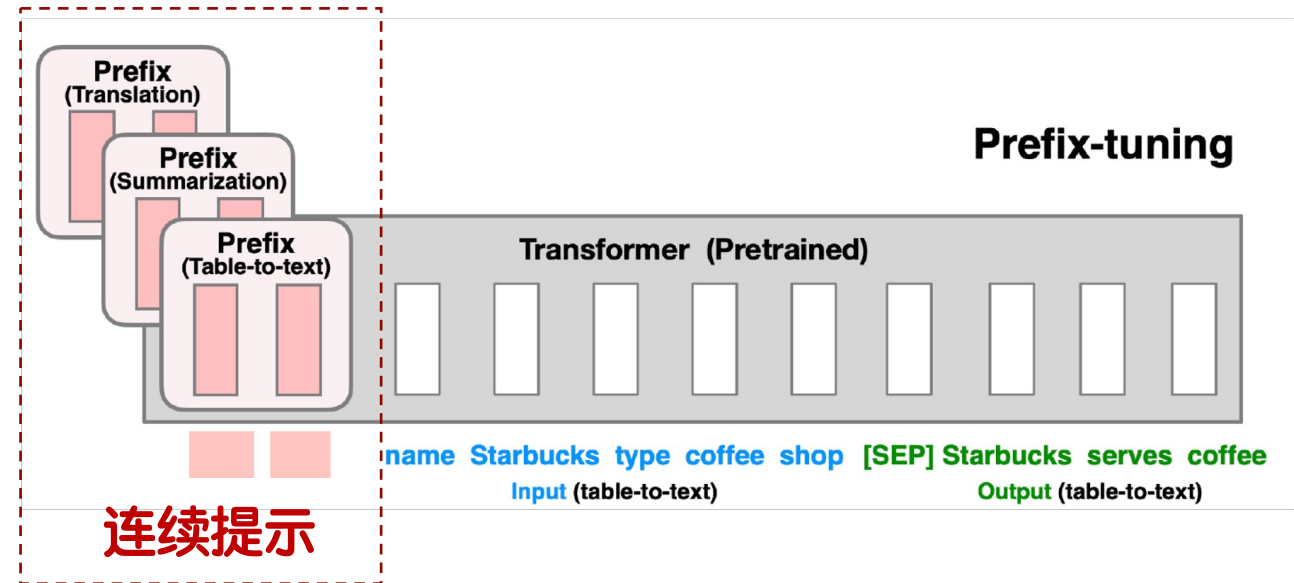 Prefix
(Translation)
Prefix
(Summarization)
Prefix
(Table-to-text)
Prefix-tuning
Transformer (Pretrained)
name Starbucks type coffee shop [SEP] Starbucks serves coffee
Input (table-to-text)
Output (table-to-text)
连续提示